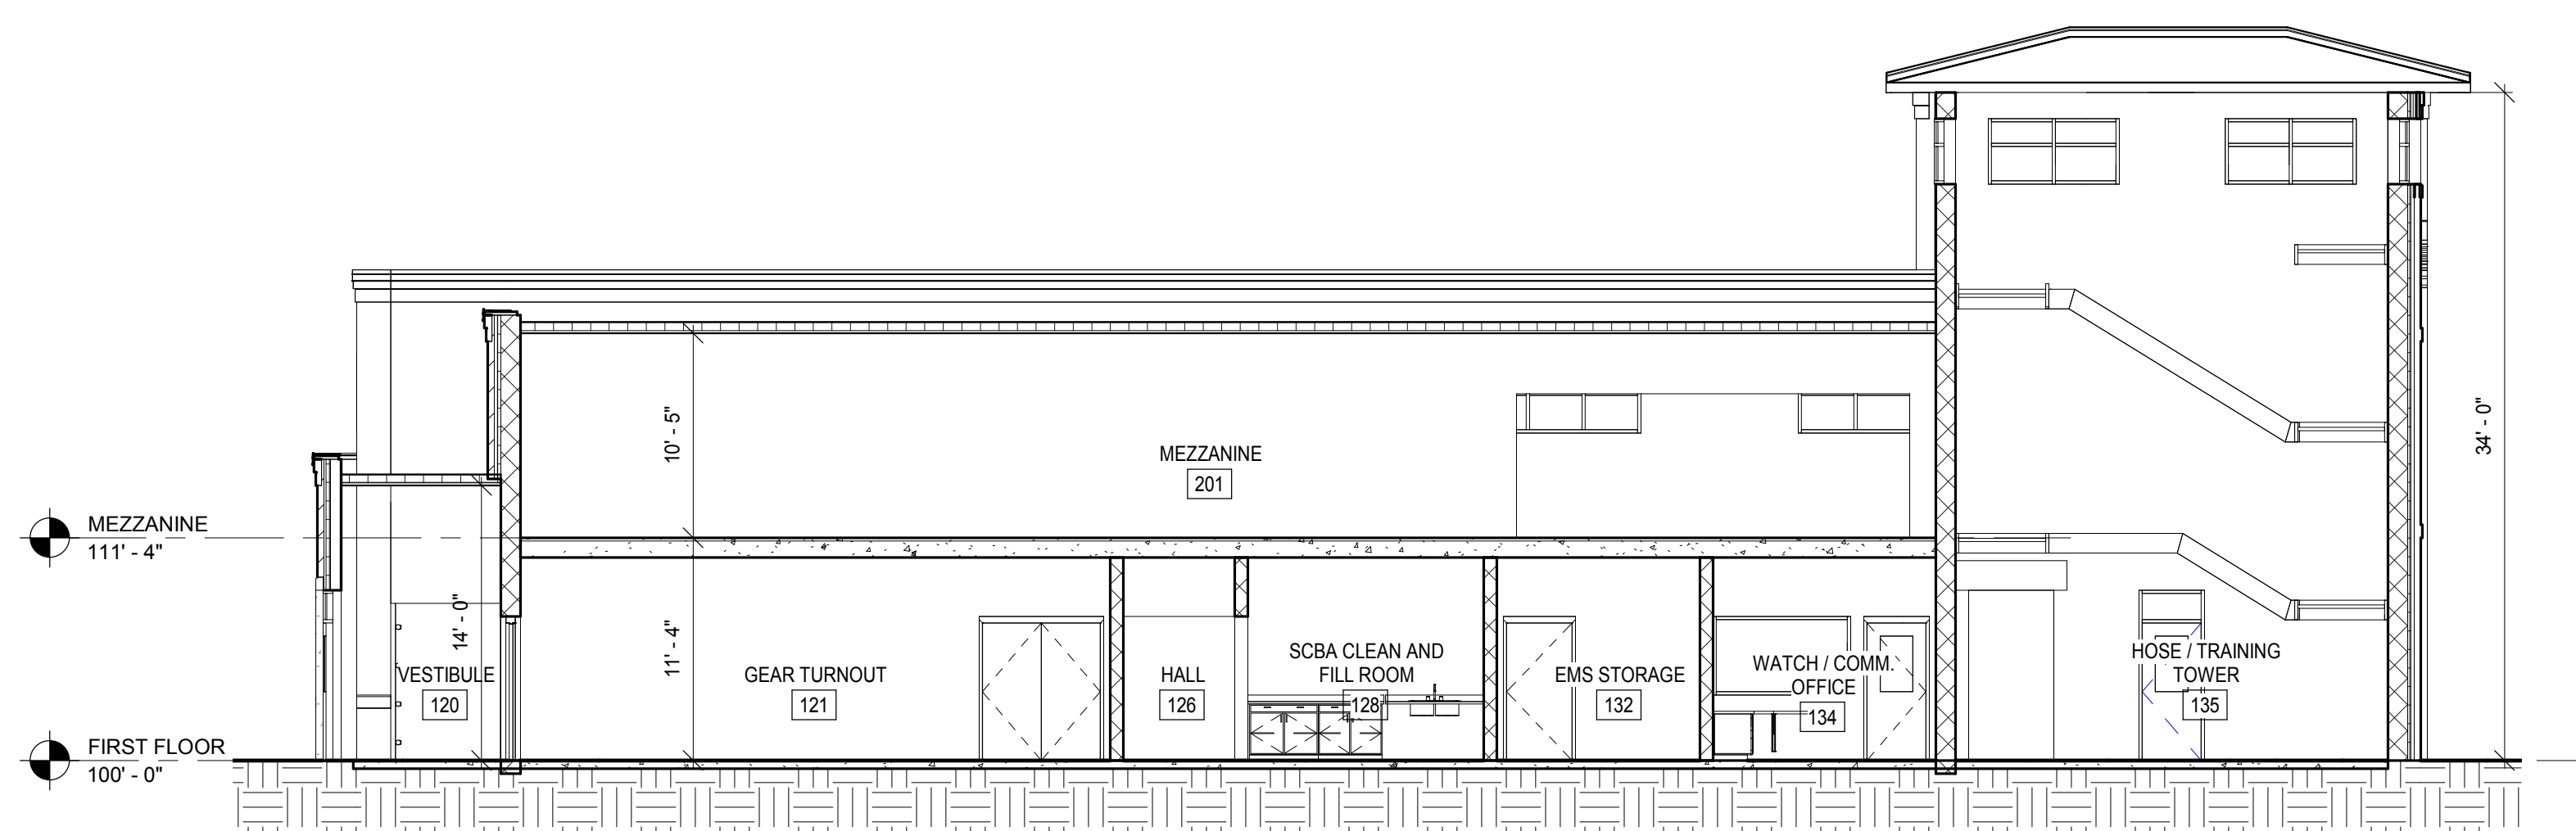 34' - 0"
10' - 5"
MEZZANINE
201
MEZZANINE
111' - 4"
14' - 0"
11' - 4"
VESTIBULE
120
GEAR TURNOUT
121
HALL
126
SCBA CLEAN AND
FILL ROOM
128
EMS STORAGE
132
WATCH / COMM.
OFFICE
134
HOSE / TRAINING
TOWER
135
FIRST FLOOR
100' - 0"